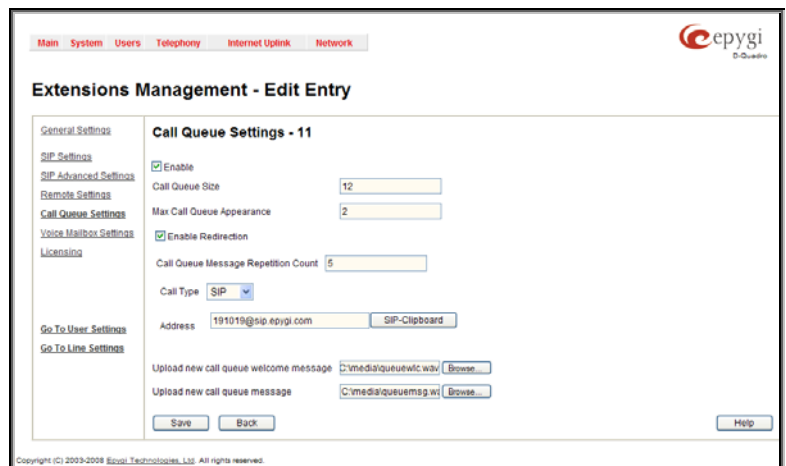 Main System Users Telephony Internet Uplink Network
epygi
D-Quadro
Extensions Management - Edit Entry
General Settings
SIP Settings
SIP Advanced Settings
Remote Settings
Call Queue Settings
Voice Mailbox Settings
Licensing
Go To User Settings
Go To Line Settings
Call Queue Settings - 11
Enable
Call Queue Size 12
Max Call Queue Appearance 2
Enable Redirection
Call Queue Message Repetition Count 5
Call Type SIP
Address 191019@sip.epygi.com SIP-Clipboard
Upload new call queue welcome message C:\media\queuewlc.wav Browse...
Upload new call queue message C:\media\queuemsg.wa Browse...
Save Back Help
Copyright (C) 2003-2008 Epygi Technologies, Ltd. All rights reserved.